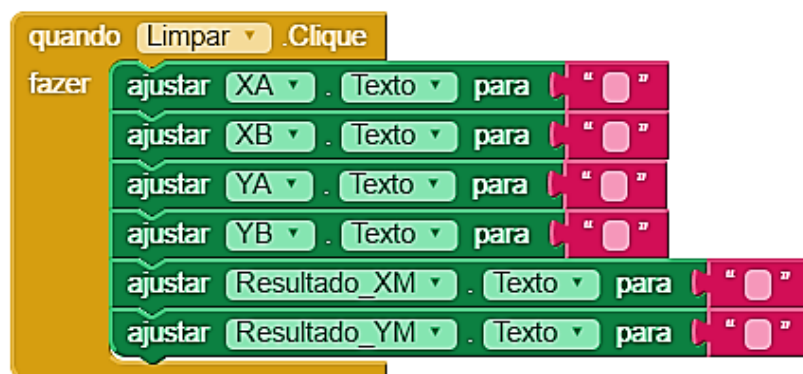 quando Limpar .Clique
fazer ajustar XA . Texto para “ ”
ajustar XB . Texto para “ ”
ajustar YA . Texto para “ ”
ajustar YB . Texto para “ ”
ajustar Resultado_XM . Texto para “ ”
ajustar Resultado_YM . Texto para “ ”